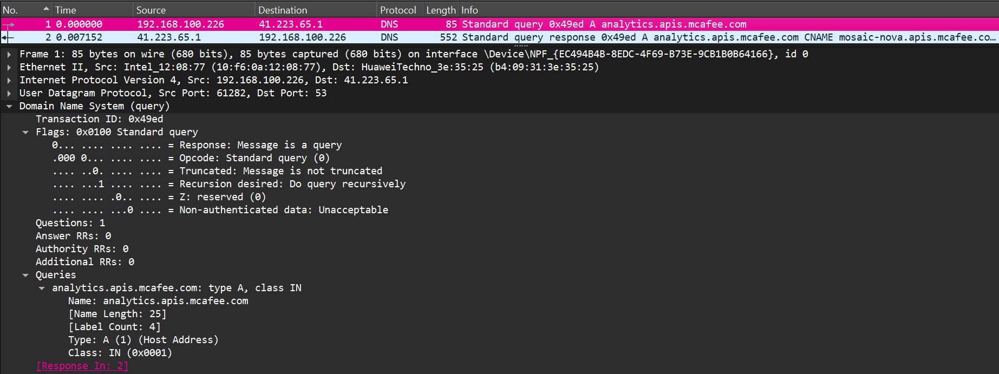 No. Time Source Destination Protocol Length Info
1 0.000000 192.168.100.226 41.223.65.1 DNS 85 Standard query 0x49ed A analytics.apis.mcafee.com
2 0.007152 41.223.65.1 192.168.100.226 DNS 552 Standard query response 0x49ed A analytics.apis.mcafee.com CNAME mosaic-nova.apis.mcafee.co…
Frame 1: 85 bytes on wire (680 bits), 85 bytes captured (680 bits) on interface \Device\NPF_{EC494B4B-8EDC-4F69-B73E-9CB1B0B64166}, id 0
Ethernet II, Src: Intel_12:08:77 (10:f6:0a:12:08:77), Dst: HuaweiTechno_3e:35:25 (b4:09:31:3e:35:25)
Internet Protocol Version 4, Src: 192.168.100.226, Dst: 41.223.65.1
User Datagram Protocol, Src Port: 61282, Dst Port: 53
Domain Name System (query)
Transaction ID: 0x49ed
Flags: 0x0100 Standard query
0... .... .... .... = Response: Message is a query
.000 0... .... .... = Opcode: Standard query (0)
.... ..0. .... .... = Truncated: Message is not truncated
.... ...1 .... .... = Recursion desired: Do query recursively
.... .... .0.. .... = Z: reserved (0)
.... .... ...0 .... = Non-authenticated data: Unacceptable
Questions: 1
Answer RRs: 0
Authority RRs: 0
Additional RRs: 0
Queries
analytics.apis.mcafee.com: type A, class IN
Name: analytics.apis.mcafee.com
[Name Length: 25]
[Label Count: 4]
Type: A (1) (Host Address)
Class: IN (0x0001)
[Response In: 2]